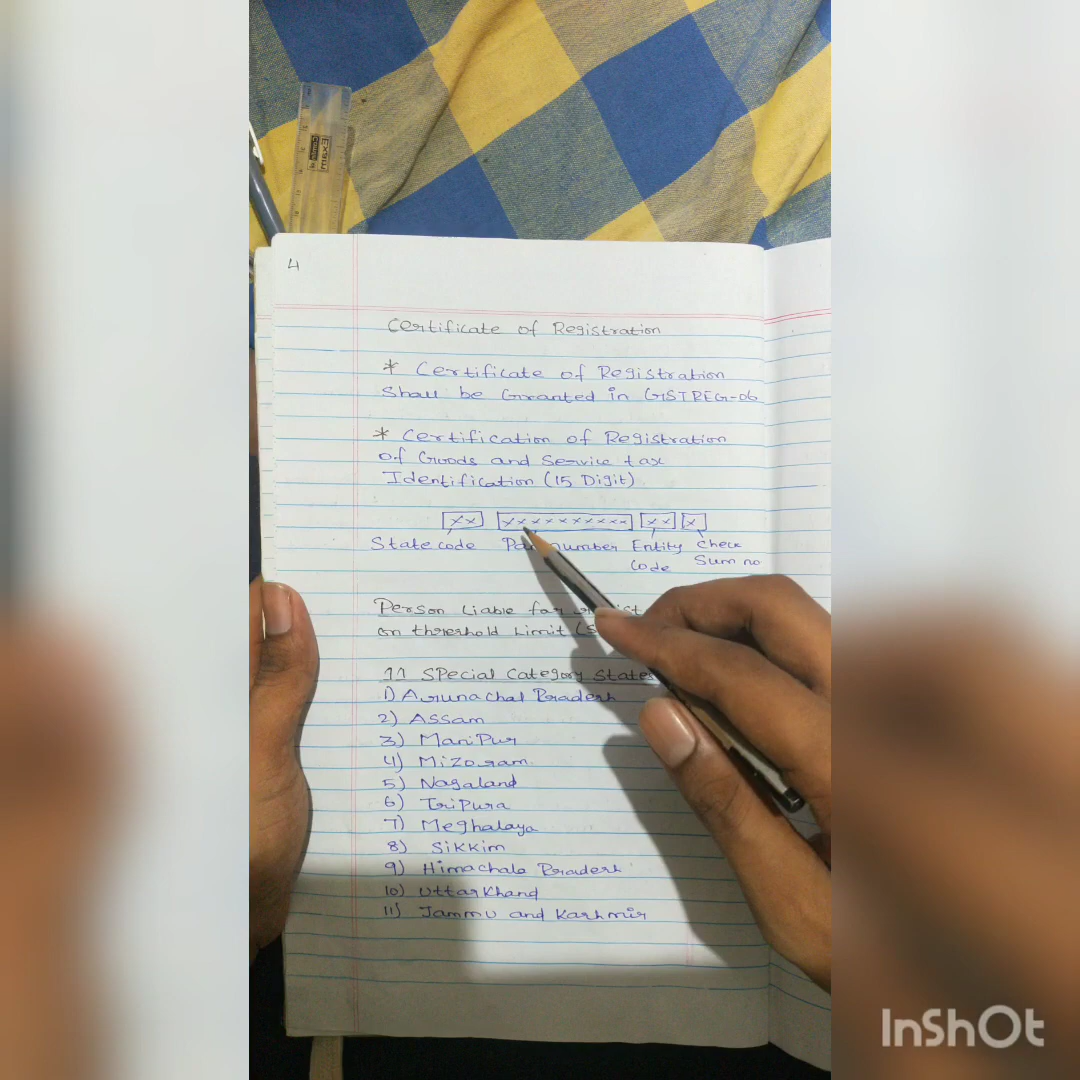 4
Certificate of Registration
* Certificate of Registration
Shall be Granted in GSTREG-06
* Certification of Registration
of Goods and Service tax
Identification (15 Digit)
xx xxxxxxxxxx xx x
State code Pan number Entity Check
Code Sum no
Person Liable for
on threshold Limit
11 Special Category States
1) Arunachal Pradesh
2) Assam
3) Manipur
4) Mizoram
5) Nagaland
6) Tripura
7) Meghalaya
8) Sikkim
9) Himachala Pradesh
10) Uttarkhand
11) Jammu and Kashmir
InShOt